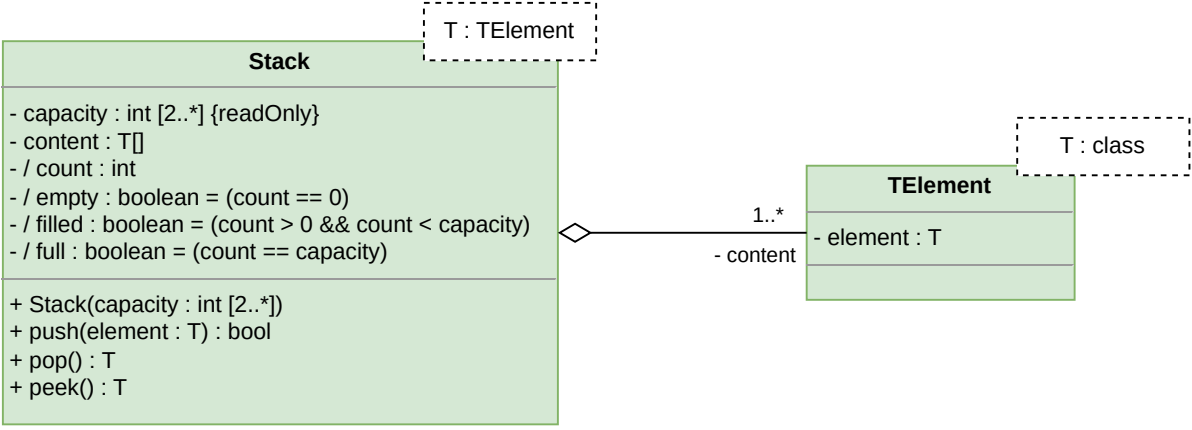 T : TElement
Stack
- capacity : int [2..*] {readOnly}
- content : T[]
- / count : int
- / empty : boolean = (count == 0)
- / filled : boolean = (count > 0 && count < capacity)
- / full : boolean = (count == capacity)
+ Stack(capacity : int [2..*])
+ push(element : T) : bool
+ pop() : T
+ peek() : T
1..*
- content
T : class
TElement
- element : T